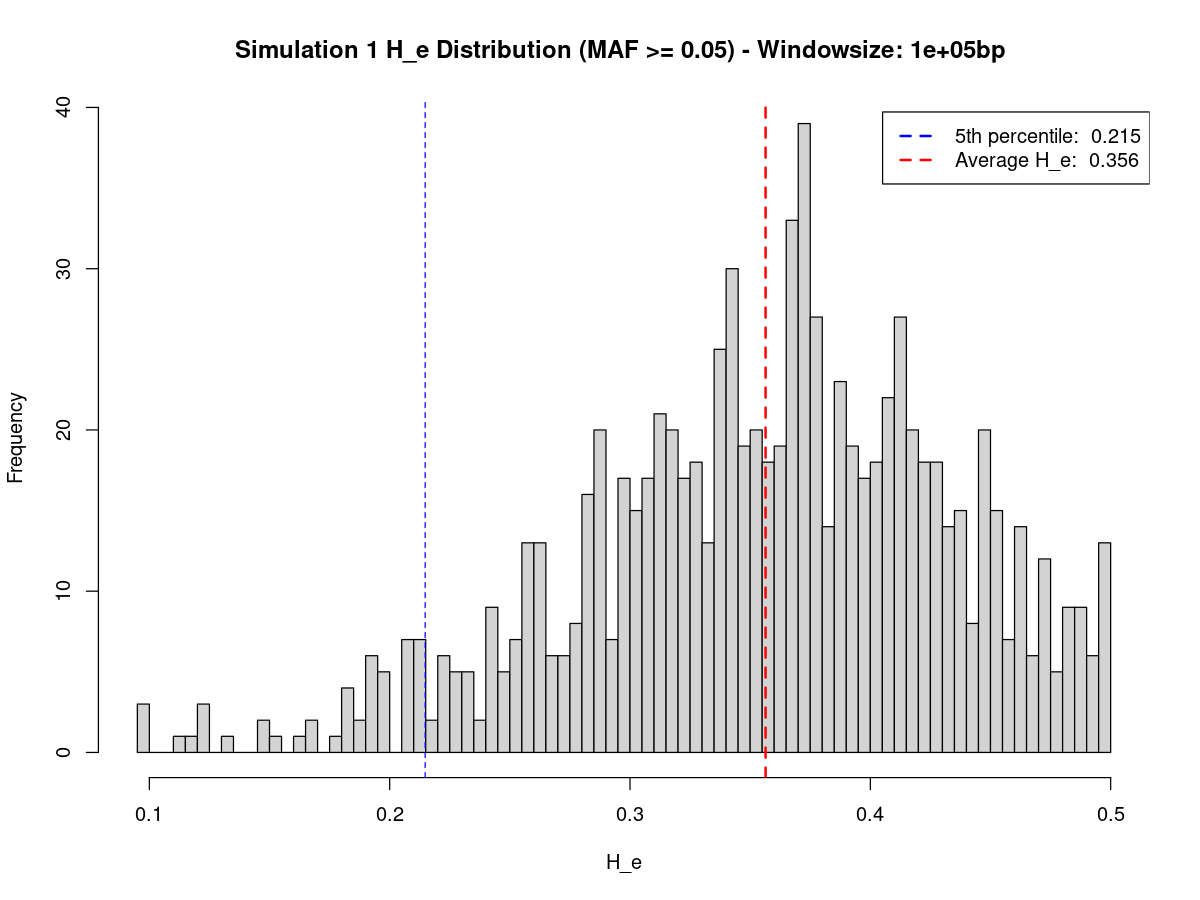 Simulation 1 H_e Distribution (MAF >= 0.05) - Windowsize: 1e+05bp
5th percentile: 0.215
Average H_e: 0.356
Frequency
40
30
20
10
0
0.1 0.2 0.3 0.4 0.5
H_e